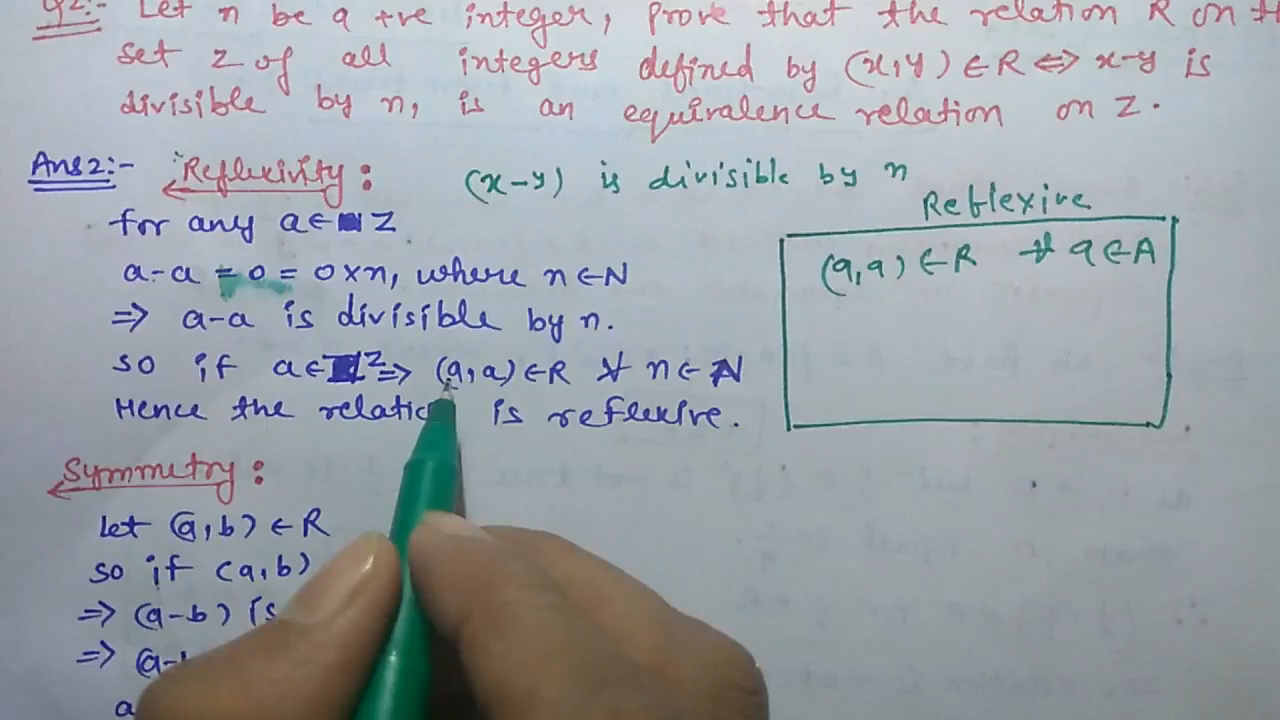 Q2:- Let n be a +ve integer, prove that the relation R on
set Z of all integers defined by (x,y) ∈ R ⇔ x-y is
divisible by n, is an equivalence relation on Z.
Ans2:- Reflexivity: (x-y) is divisible by n
for any a ∈ Z
a-a = 0 = 0×n, where n ∈ N
⇒ a-a is divisible by n.
so if a ∈ Z ⇒ (a,a) ∈ R ∀ n ∈ N
Hence the is reflexive.
Reflexive
(a,a) ∈ R ∀ a ∈ A
Symmetry:
let (a,b) ∈ R
so if (a,b)
⇒ (a-b) is
⇒ (a-
a